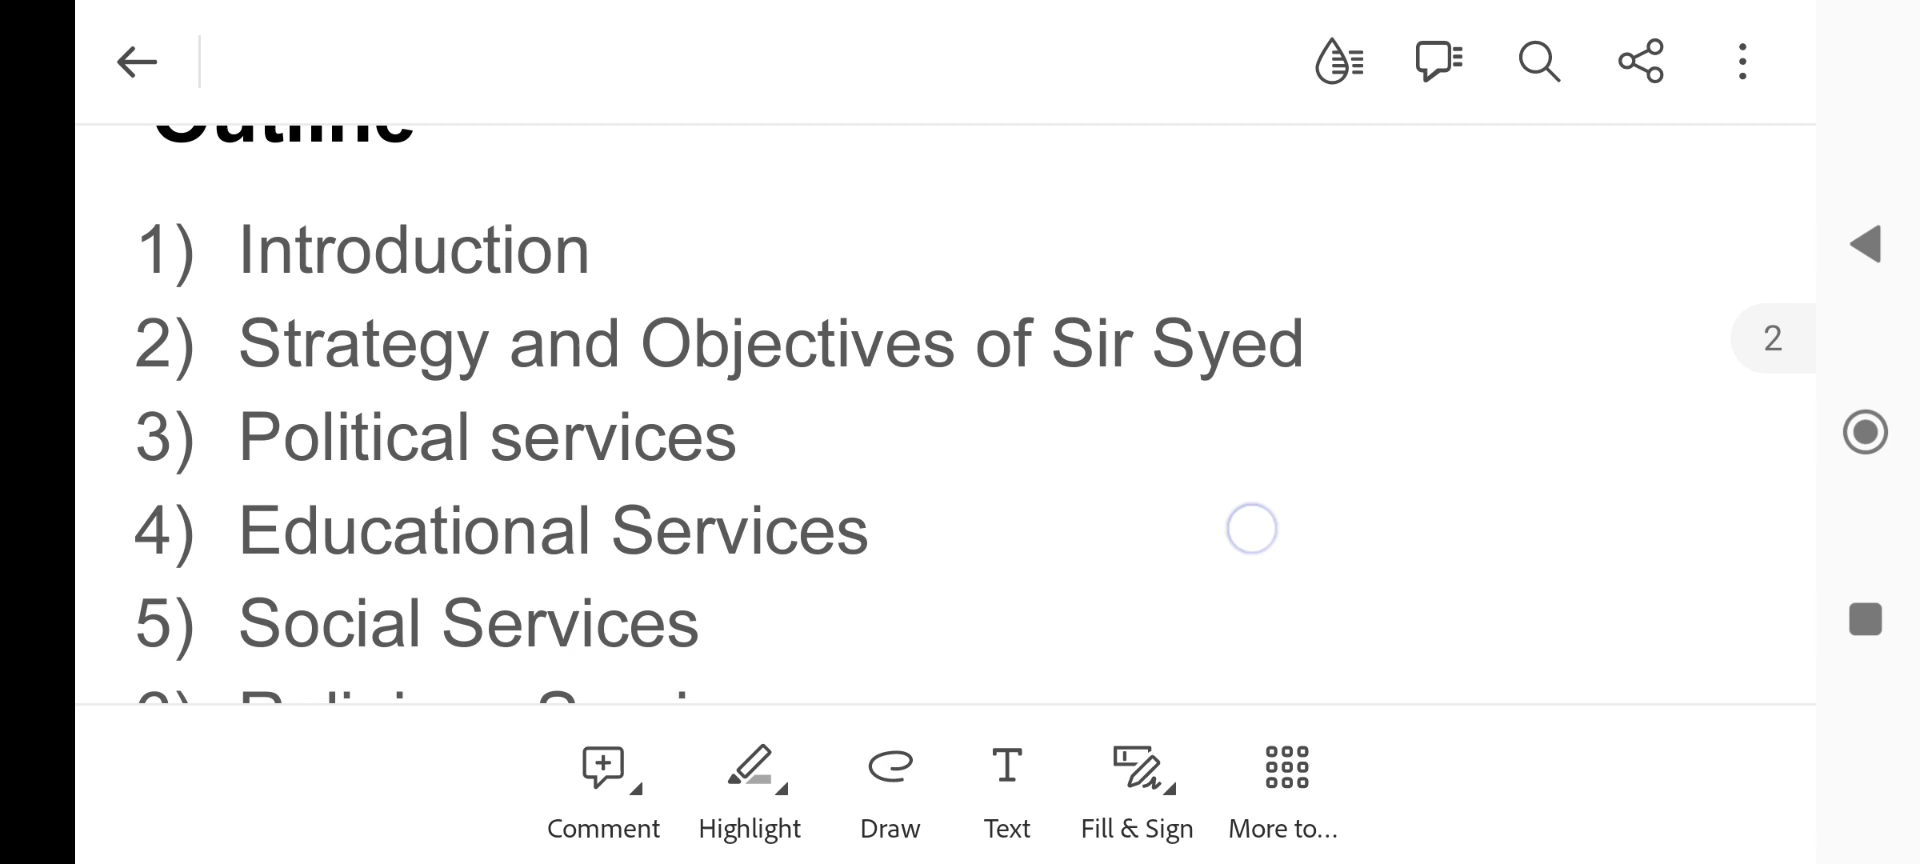 Outline
1) Introduction
2) Strategy and Objectives of Sir Syed
2
3) Political services
4) Educational Services
5) Social Services
Comment Highlight Draw Text Fill & Sign More to...